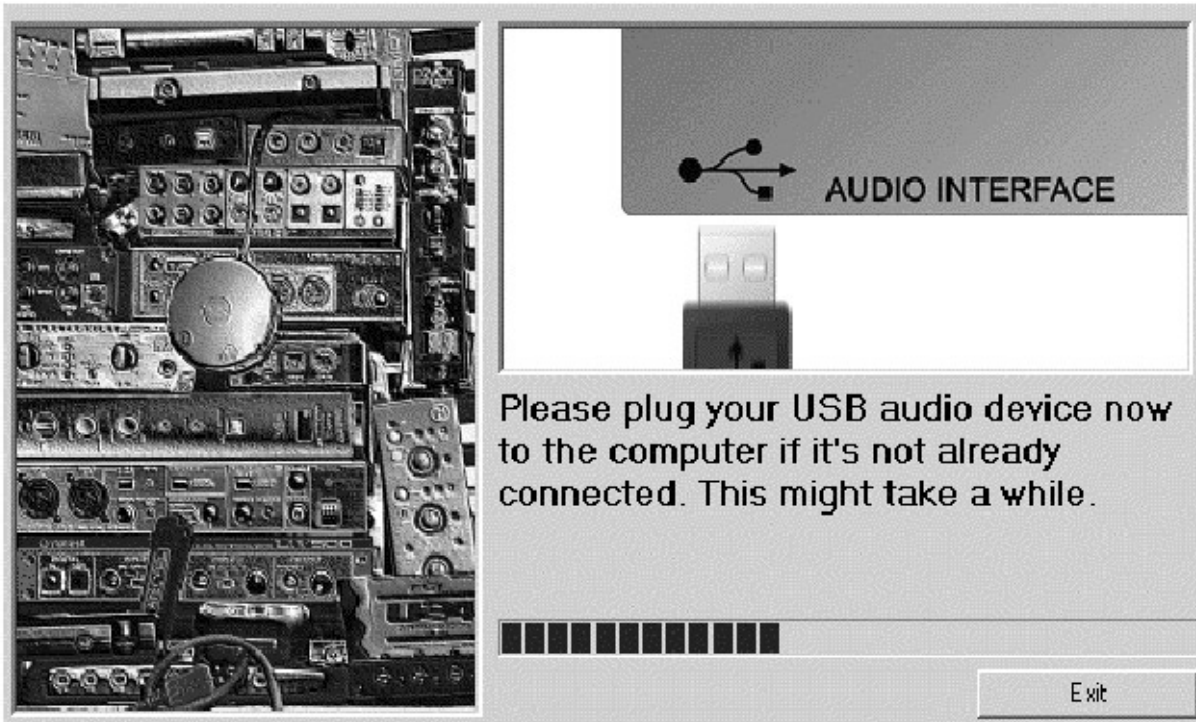 AUDIO INTERFACE
Please plug your USB audio device now
to the computer if it's not already
connected. This might take a while.
Exit